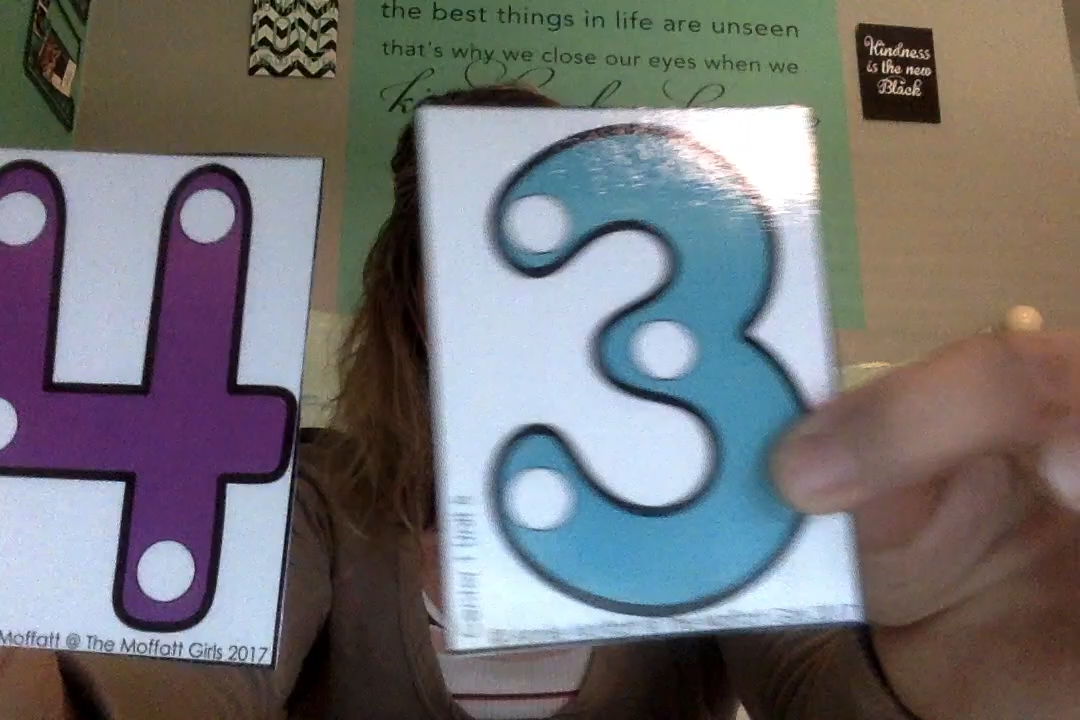 the best things in life are unseen
that's why we close our eyes when we
Kindness
is the new
Black
4
3
Moffatt @ The Moffatt Girls 2017